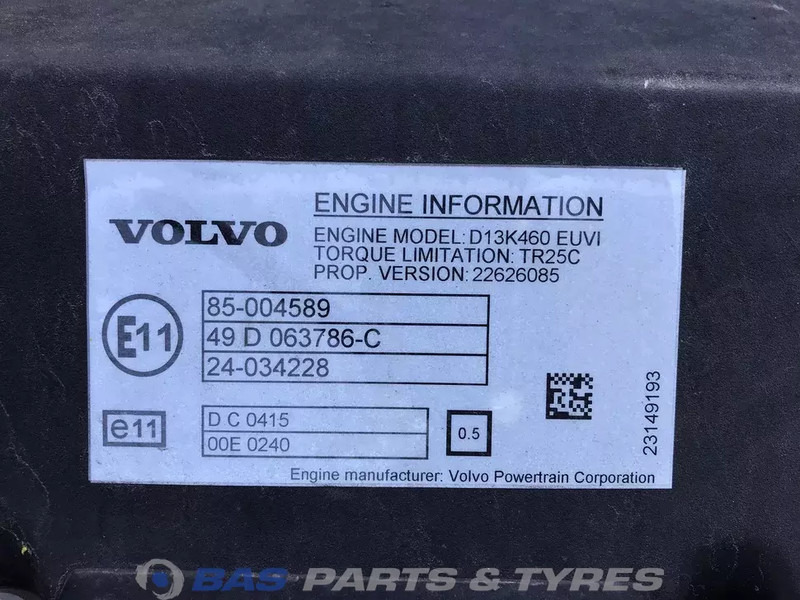 VOLVO
ENGINE INFORMATION
ENGINE MODEL: D13K460 EUVI
TORQUE LIMITATION: TR25C
PROP. VERSION: 22626085
E11
85-004589
49 D 063786-C
24-034228
e11
D C 0415
00E 0240
0.5
23149193
Engine manufacturer: Volvo Powertrain Corporation
BAS PARTS & TYRES